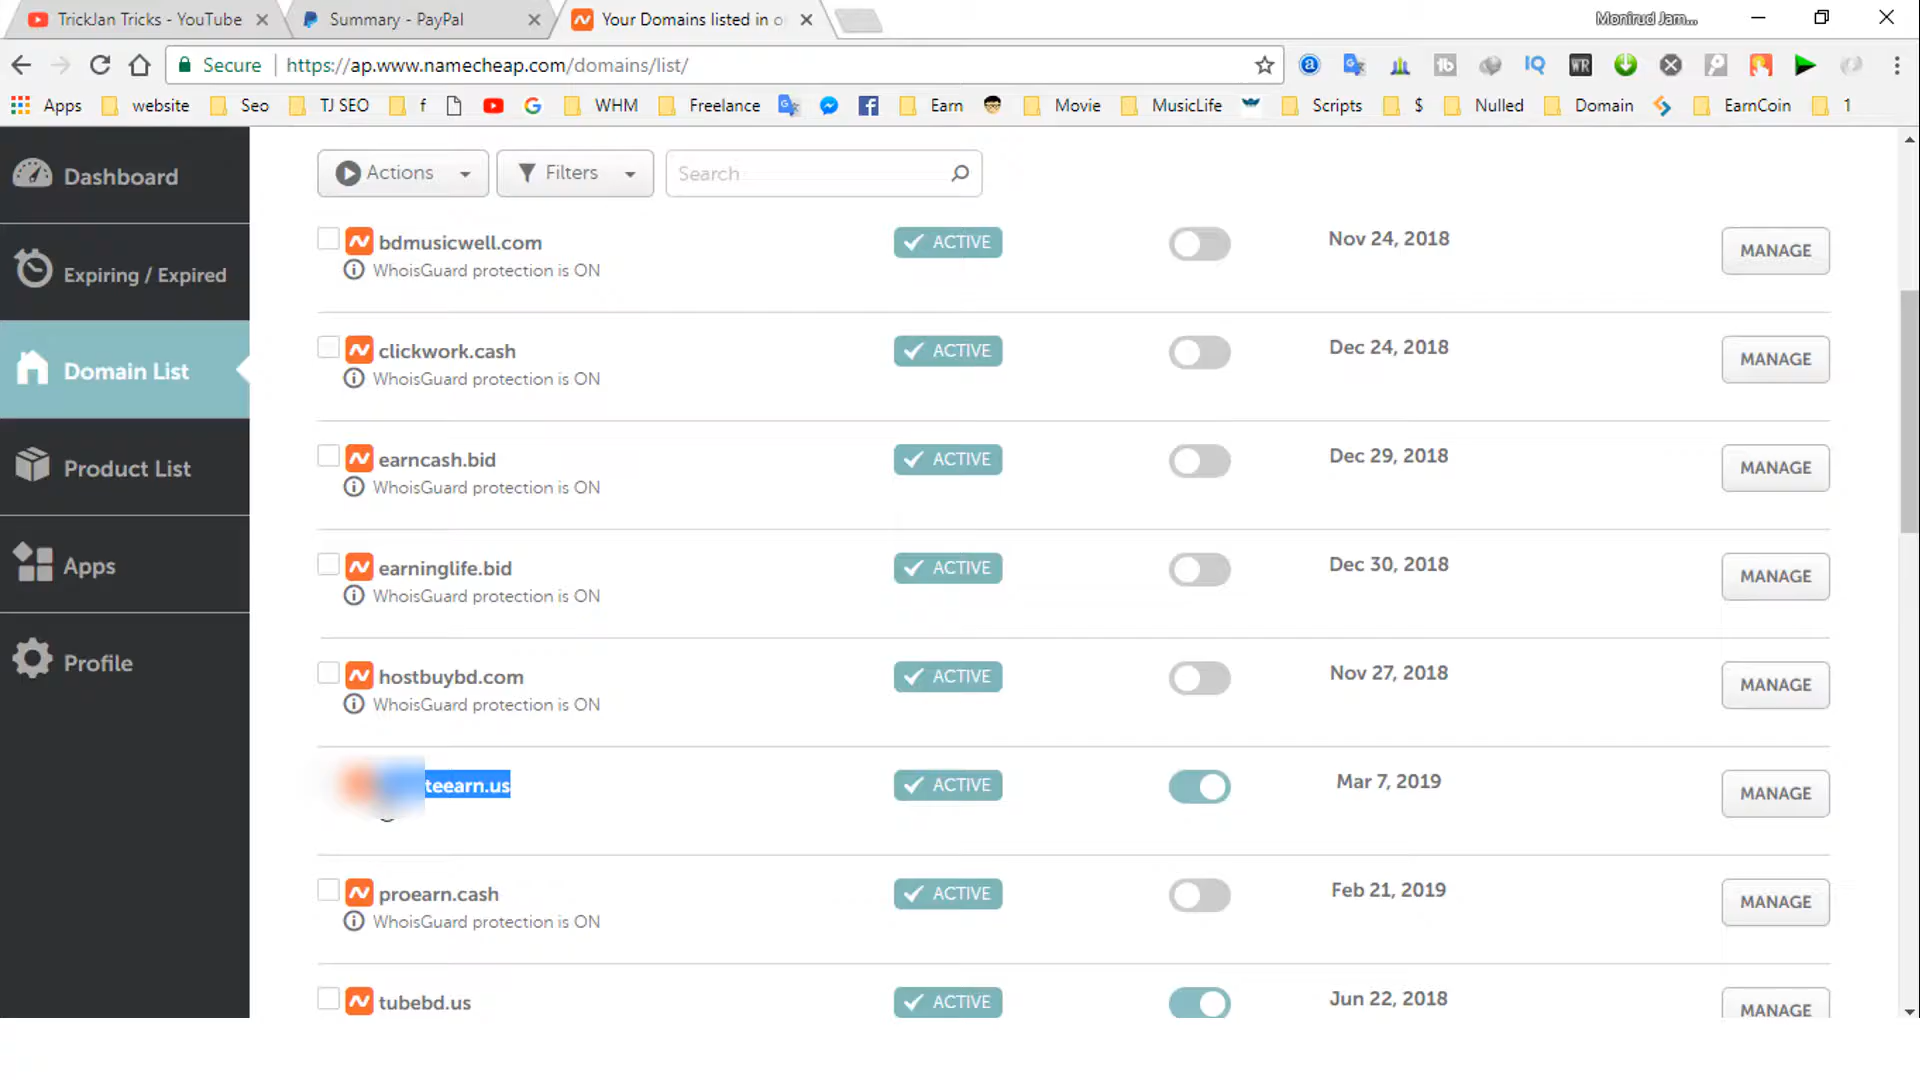 TrickJan Tricks - YouTube
Summary - PayPal
Your Domains listed in o
Monirud Jam...
Secure
https://ap.www.namecheap.com/domains/list/
IQ
WR
Apps
website
Seo
TJ SEO
f
WHM
Freelance
Earn
Movie
MusicLife
Scripts
$
Nulled
Domain
EarnCoin
1
Dashboard
Expiring / Expired
Domain List
Product List
Apps
Profile
Actions
Filters
Search
bdmusicwell.com
WhoisGuard protection is ON
ACTIVE
Nov 24, 2018
MANAGE
clickwork.cash
WhoisGuard protection is ON
ACTIVE
Dec 24, 2018
MANAGE
earncash.bid
WhoisGuard protection is ON
ACTIVE
Dec 29, 2018
MANAGE
earninglife.bid
WhoisGuard protection is ON
ACTIVE
Dec 30, 2018
MANAGE
hostbuybd.com
WhoisGuard protection is ON
ACTIVE
Nov 27, 2018
MANAGE
teearn.us
ACTIVE
Mar 7, 2019
MANAGE
proearn.cash
WhoisGuard protection is ON
ACTIVE
Feb 21, 2019
MANAGE
tubebd.us
ACTIVE
Jun 22, 2018
MANAGE